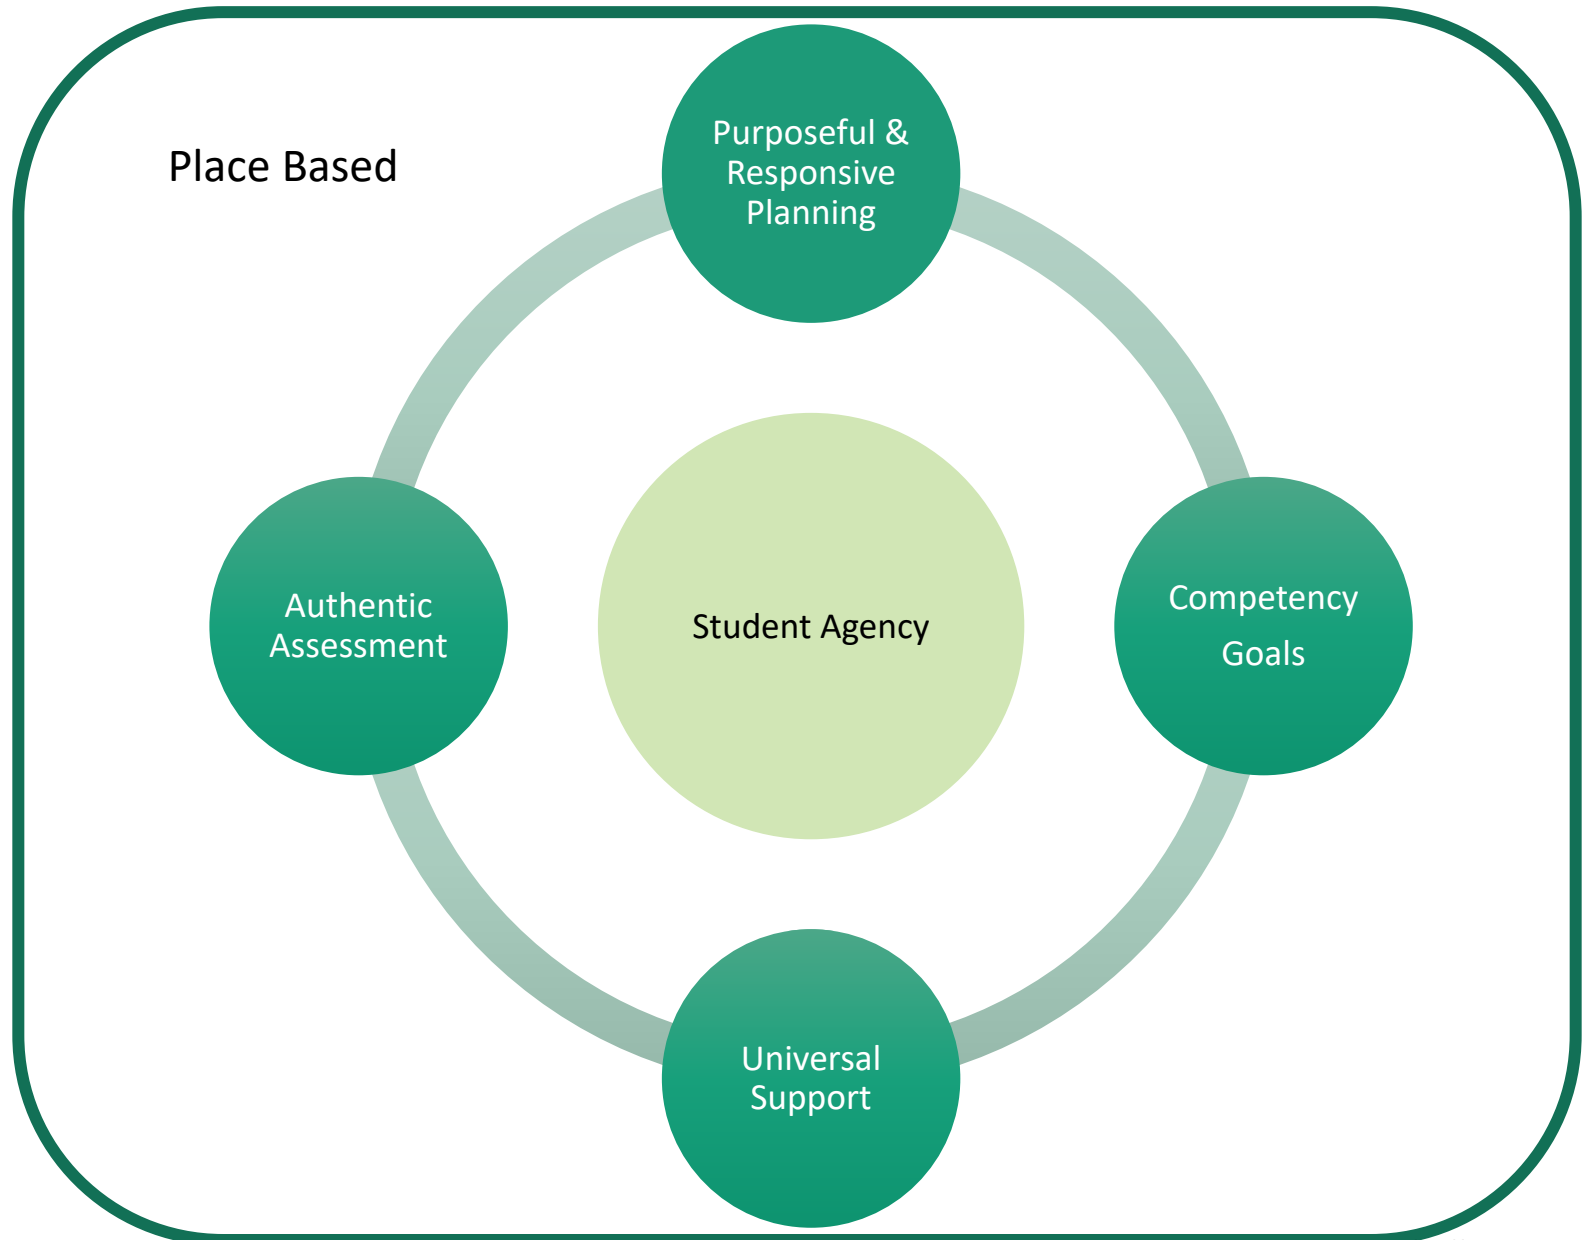 Place Based
Purposeful &
Responsive
Planning
Authentic
Assessment
Student Agency
Competency
Goals
Universal
Support